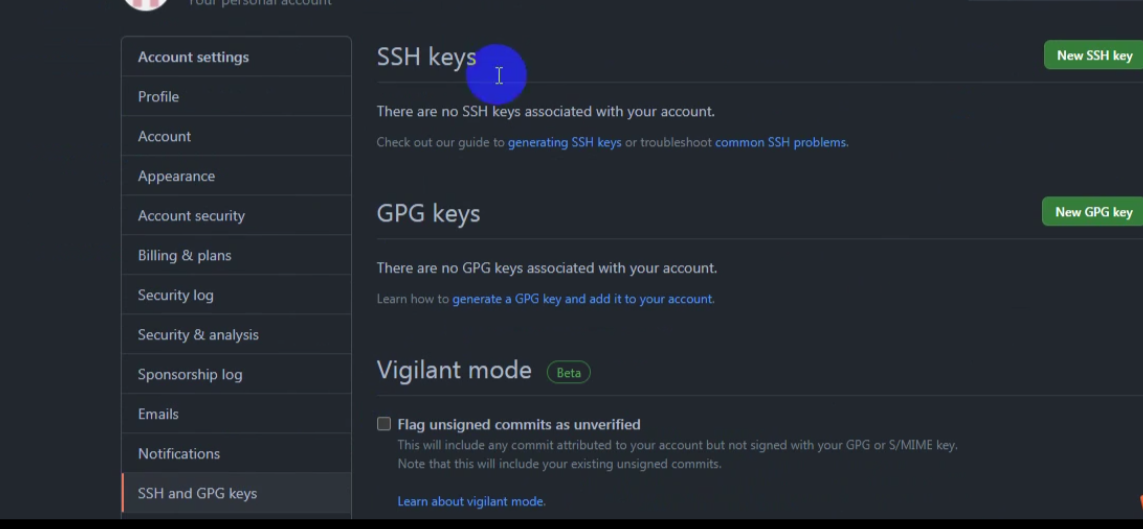 Your personal account
Account settings
Profile
Account
Appearance
Account security
Billing & plans
Security log
Security & analysis
Sponsorship log
Emails
Notifications
SSH and GPG keys
SSH keys
New SSH key
There are no SSH keys associated with your account.
Check out our guide to generating SSH keys or troubleshoot common SSH problems.
GPG keys
New GPG key
There are no GPG keys associated with your account.
Learn how to generate a GPG key and add it to your account.
Vigilant mode Beta
Flag unsigned commits as unverified
This will include any commit attributed to your account but not signed with your GPG or S/MIME key.
Note that this will include your existing unsigned commits.
Learn about vigilant mode.